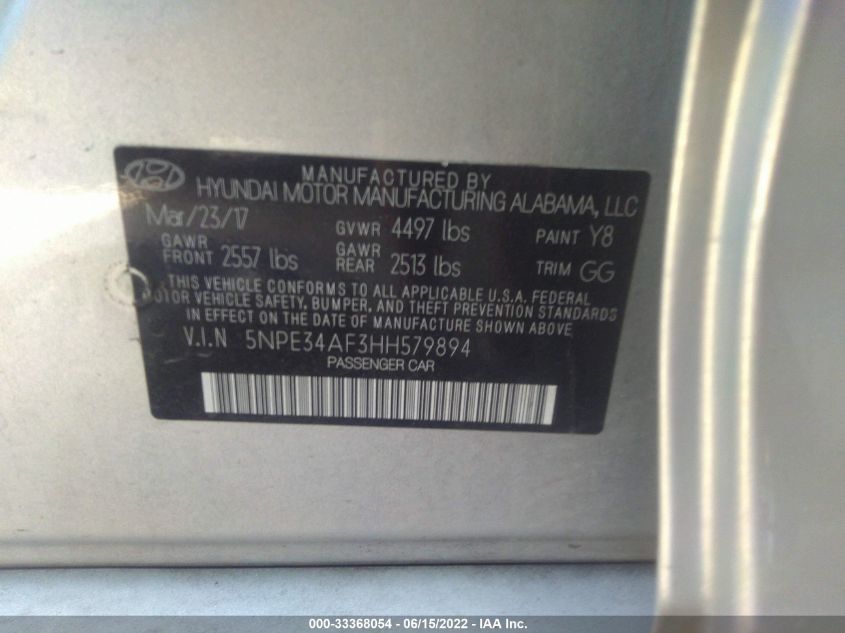 MANUFACTURED BY
HYUNDAI MOTOR MANUFACTURING ALABAMA, LLC
Mar/23/17 GVWR 4497 lbs PAINT Y8
GAWR FRONT 2557 lbs GAWR REAR 2513 lbs TRIM GG
THIS VEHICLE CONFORMS TO ALL APPLICABLE U.S.A. FEDERAL
MOTOR VEHICLE SAFETY, BUMPER, AND THEFT PREVENTION STANDARDS
IN EFFECT ON THE DATE OF MANUFACTURE SHOWN ABOVE.
V.I.N 5NPE34AF3HH579894
PASSENGER CAR
000-33368054 - 06/15/2022 - IAA Inc.